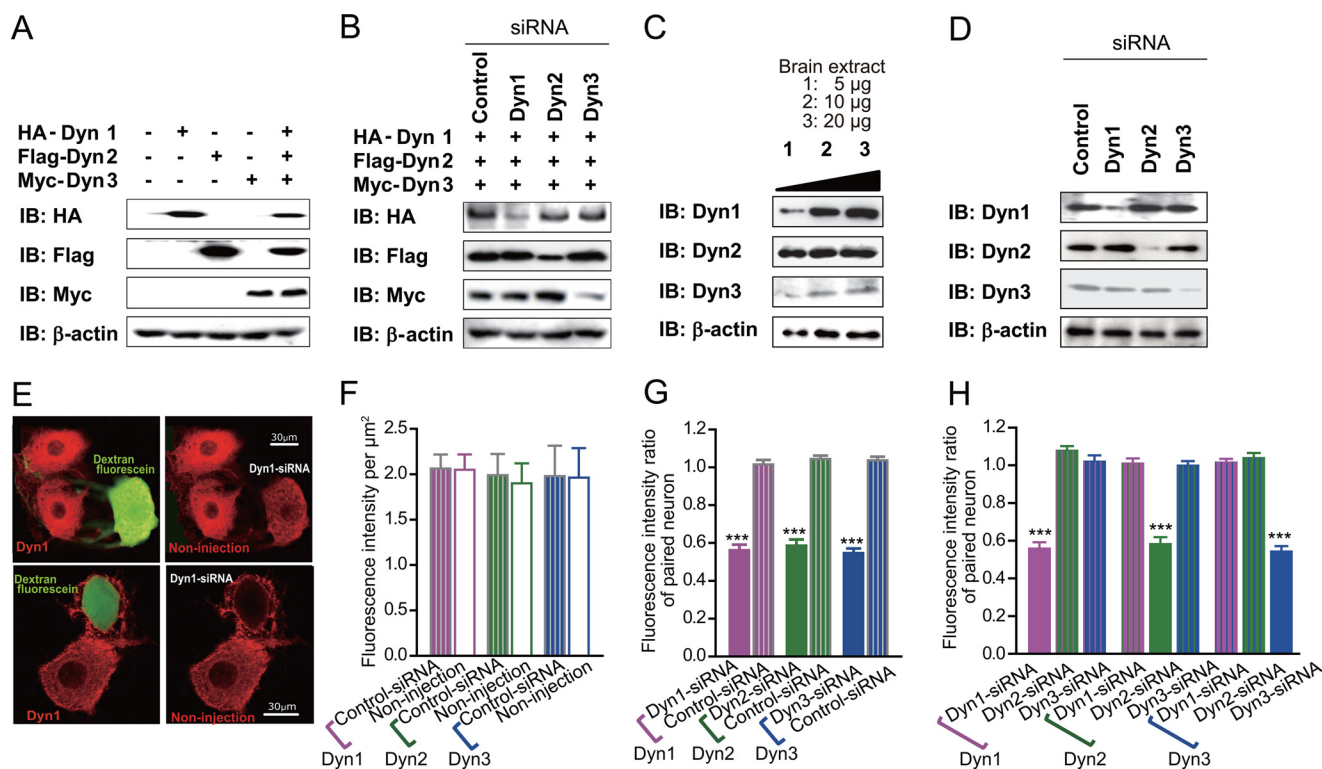 A
HA-Dyn 1 - + - - +
Flag-Dyn2 - - + - +
Myc-Dyn3 - - - + +
IB: HA
IB: Flag
IB: Myc
IB: β-actin
B
siRNA
Control Dyn1 Dyn2 Dyn3
HA-Dyn 1 + + + +
Flag-Dyn2 + + + +
Myc-Dyn3 + + + +
IB: HA
IB: Flag
IB: Myc
IB: β-actin
C
Brain extract
1: 5 µg
2: 10 µg
3: 20 µg
1 2 3
IB: Dyn1
IB: Dyn2
IB: Dyn3
IB: β-actin
D
siRNA
Control Dyn1 Dyn2 Dyn3
IB: Dyn1
IB: Dyn2
IB: Dyn3
IB: β-actin
E
Dextran
fluorescein
Dyn1
30µm
Dyn1-siRNA
Non-injection
Dextran
fluorescein
Dyn1
Dyn1-siRNA
Non-injection
30µm
F
Fluorescence intensity per µm²
2.5
2.0
1.5
1.0
0.5
0.0
Control-siRNA
Non-injection
Control-siRNA
Non-injection
Control-siRNA
Non-injection
Dyn1 Dyn2 Dyn3
G
Fluorescence intensity ratio
of paired neuron
1.2
1.0
0.8
0.6
0.4
0.2
0.0
*** *** ***
Dyn1-siRNA
Control-siRNA
Dyn2-siRNA
Control-siRNA
Dyn3-siRNA
Control-siRNA
Dyn1 Dyn2 Dyn3
H
Fluorescence intensity ratio
of paired neuron
1.2
1.0
0.8
0.6
0.4
0.2
0.0
*** *** ***
Dyn1-siRNA
Dyn2-siRNA
Dyn3-siRNA
Dyn1-siRNA
Dyn2-siRNA
Dyn3-siRNA
Dyn1-siRNA
Dyn2-siRNA
Dyn3-siRNA
Dyn1 Dyn2 Dyn3